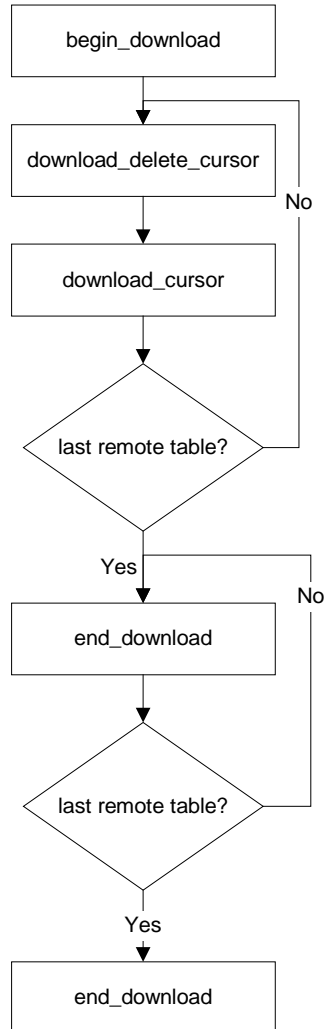 begin_download
download_delete_cursor
No
download_cursor
last remote table?
Yes
No
end_download
last remote table?
Yes
end_download